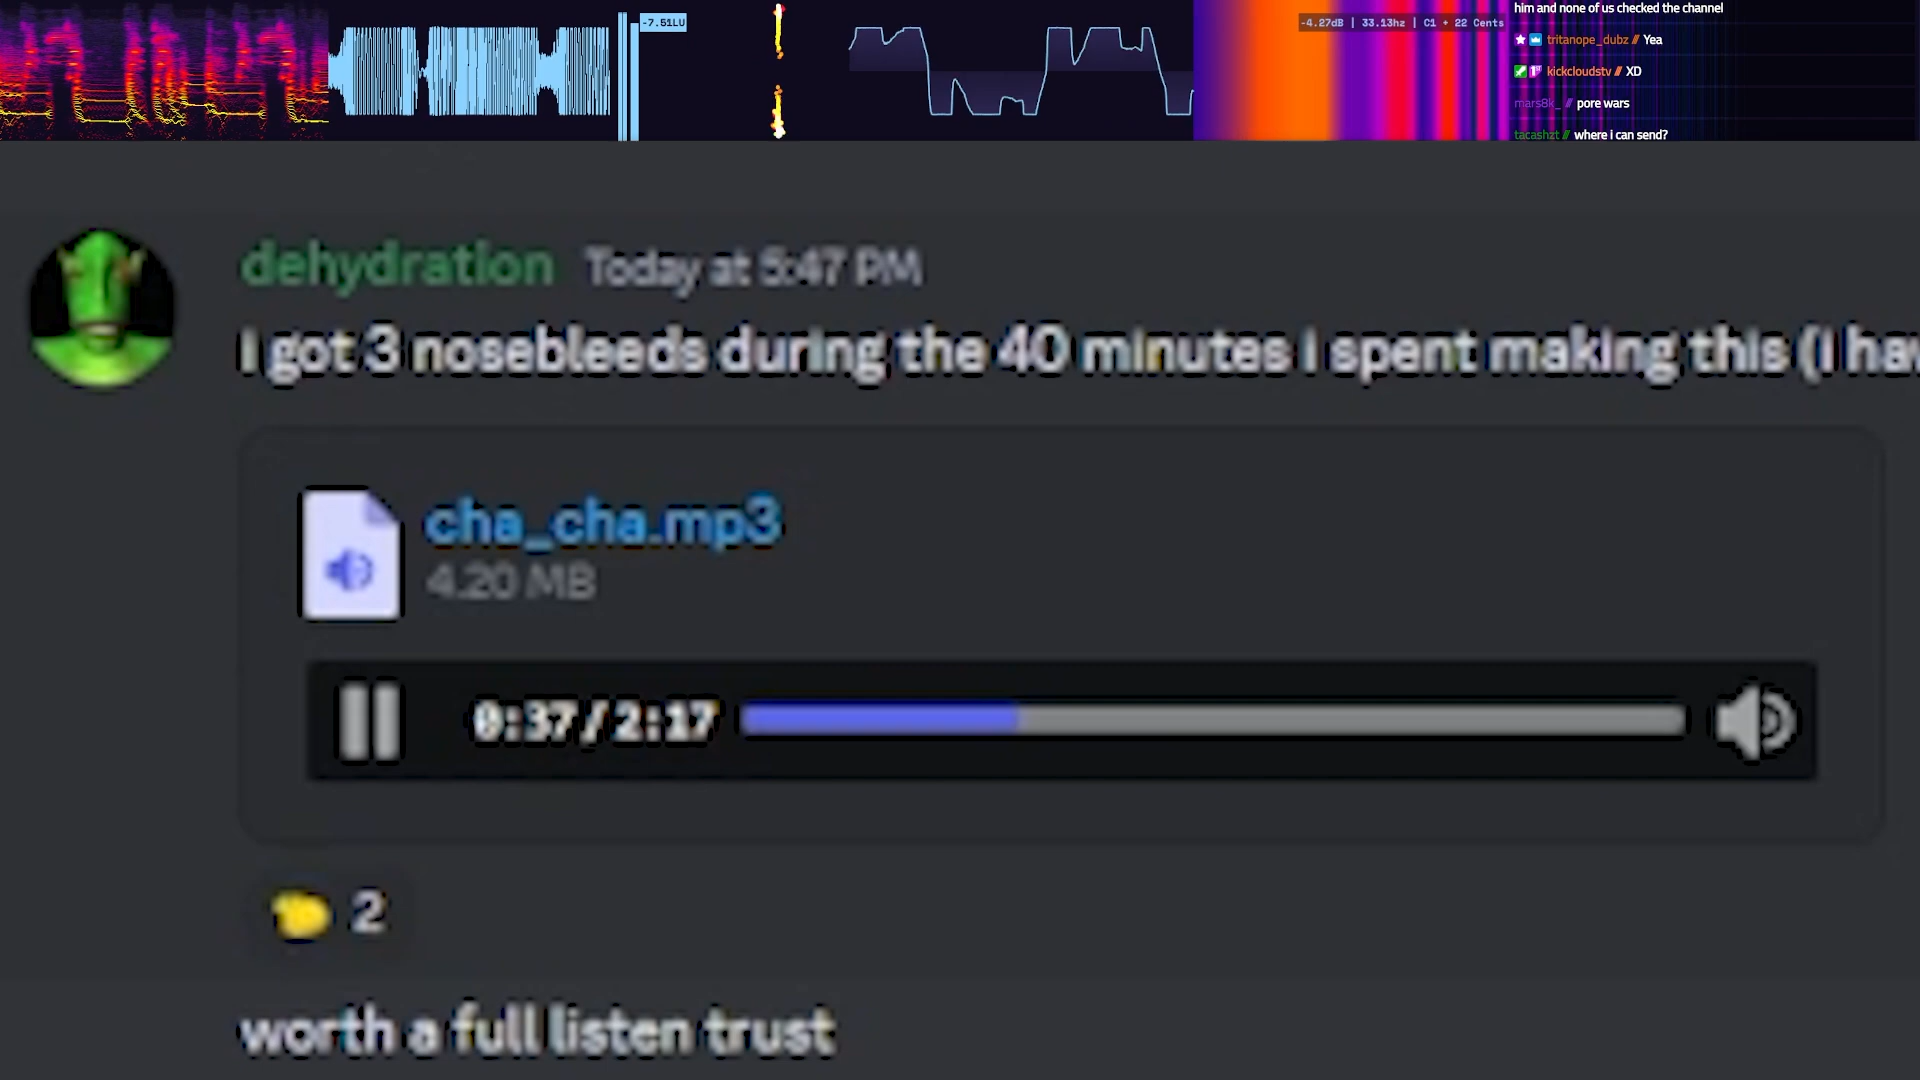 -7.51LU
-4.27dB | 33.13hz | C1 + 22 Cents
him and none of us checked the channel
tritanope_dubz // Yea
kickcloudstv // XD
mars8k_ // pore wars
tacashzt // where i can send?
dehydration Today at 5:47 PM
I got 3 nosebleeds during the 40 minutes I spent making this (I hav
cha_cha.mp3
4.20 MB
0:37 / 2:17
2
worth a full listen trust